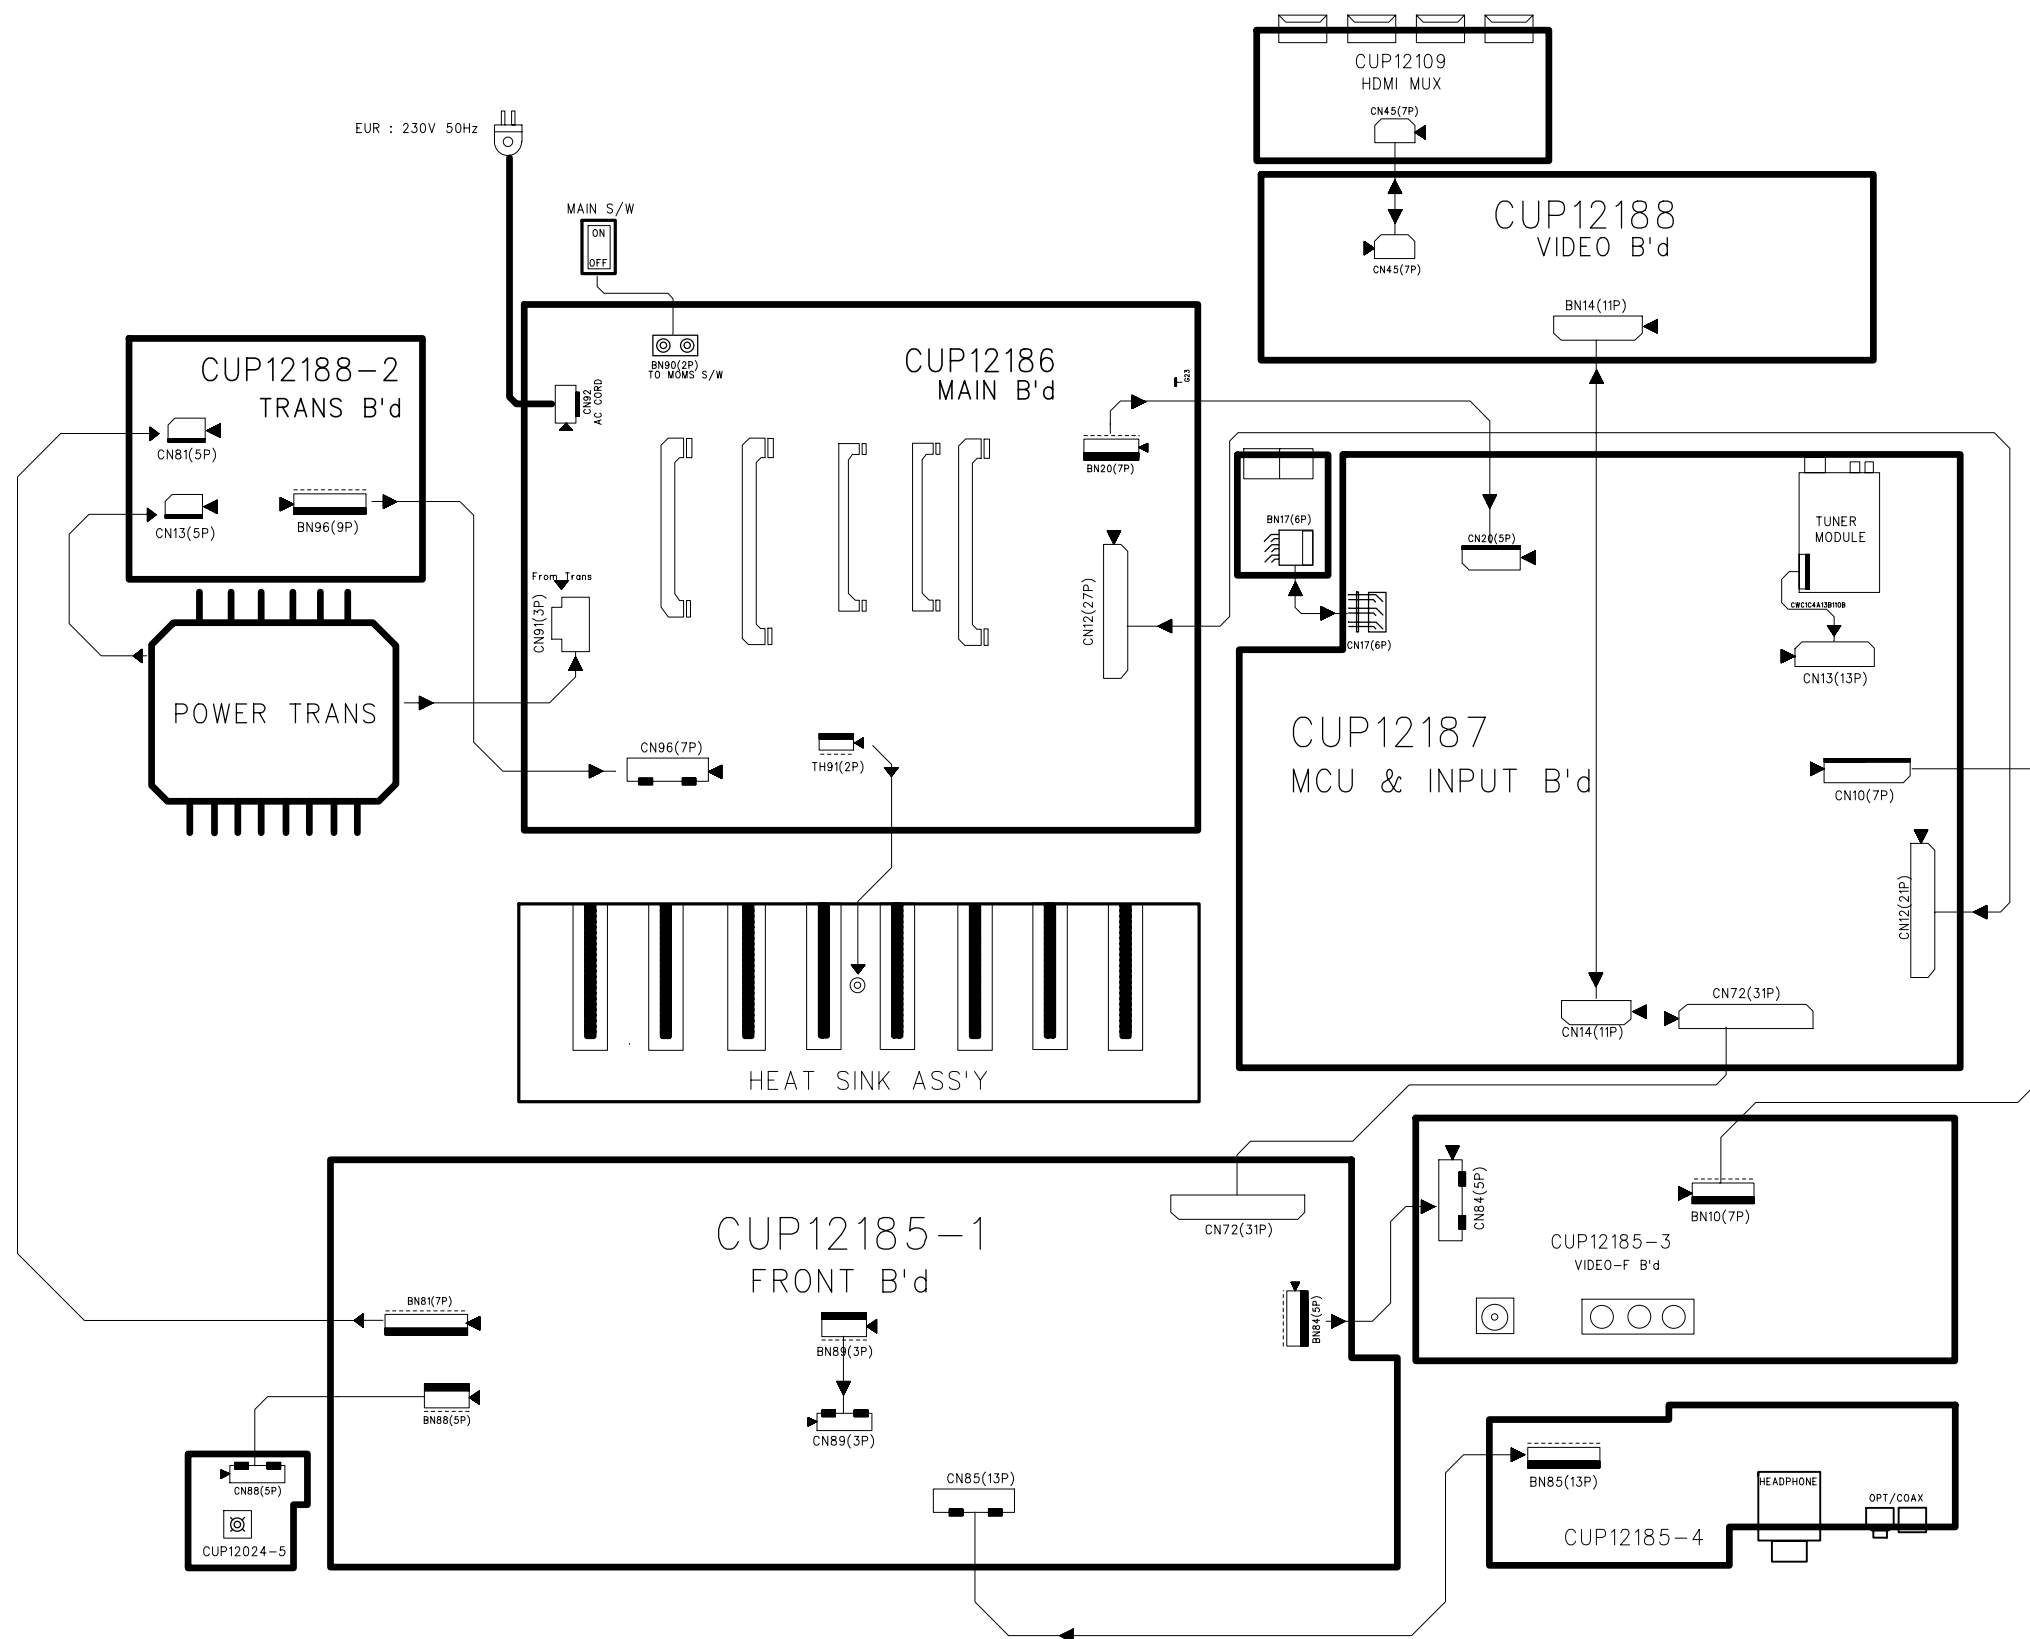 CUP12109
HDMI MUX
CN45(7P)
EUR : 230V 50Hz
MAIN S/W
ON
OFF
CUP12188
VIDEO B'd
CN45(7P)
BN14(11P)
CUP12188-2
TRANS B'd
CN81(5P)
CN13(5P)
BN96(9P)
BN90(2P)
TO MOMS S/W
CUP12186
MAIN B'd
CN92
AC CORD
G23
BN20(7P)
From Trans
CN91(3P)
CN12(27P)
CN96(7P)
TH91(2P)
POWER TRANS
BN17(6P)
CN17(6P)
CN20(5P)
TUNER
MODULE
CWC1C4A13B110B
CN13(13P)
CUP12187
MCU & INPUT B'd
CN10(7P)
CN12(21P)
CN14(11P)
CN72(31P)
HEAT SINK ASS'Y
CUP12185-1
FRONT B'd
CN72(31P)
BN81(7P)
BN89(3P)
BN84(5P)
BN88(5P)
CN89(3P)
CN85(13P)
CN88(5P)
CUP12024-5
CN84(5P)
BN10(7P)
CUP12185-3
VIDEO-F B'd
BN85(13P)
HEADPHONE
OPT/COAX
CUP12185-4